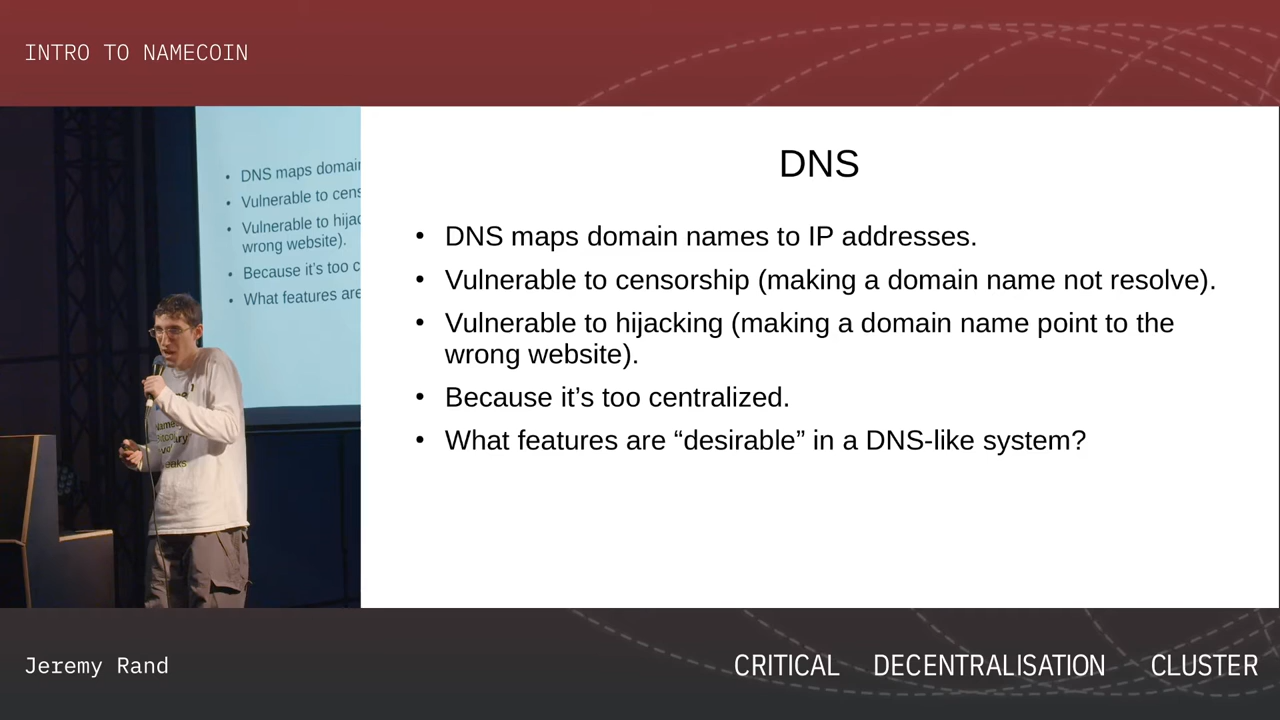 INTRO TO NAMECOIN
• DNS maps domain
• Vulnerable to cens
• Vulnerable to hijac
wrong website).
• Because it's too c
• What features are
DNS
• DNS maps domain names to IP addresses.
• Vulnerable to censorship (making a domain name not resolve).
• Vulnerable to hijacking (making a domain name point to the
wrong website).
• Because it’s too centralized.
• What features are “desirable” in a DNS-like system?
Jeremy Rand
CRITICAL DECENTRALISATION CLUSTER